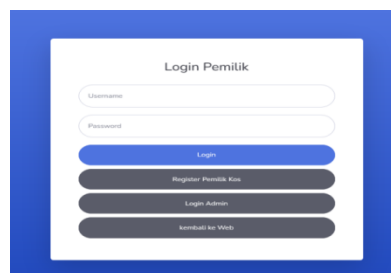 Login Pemilik
Username
Password
Login
Register Pemilik Kos
Login Admin
kembali ke Web